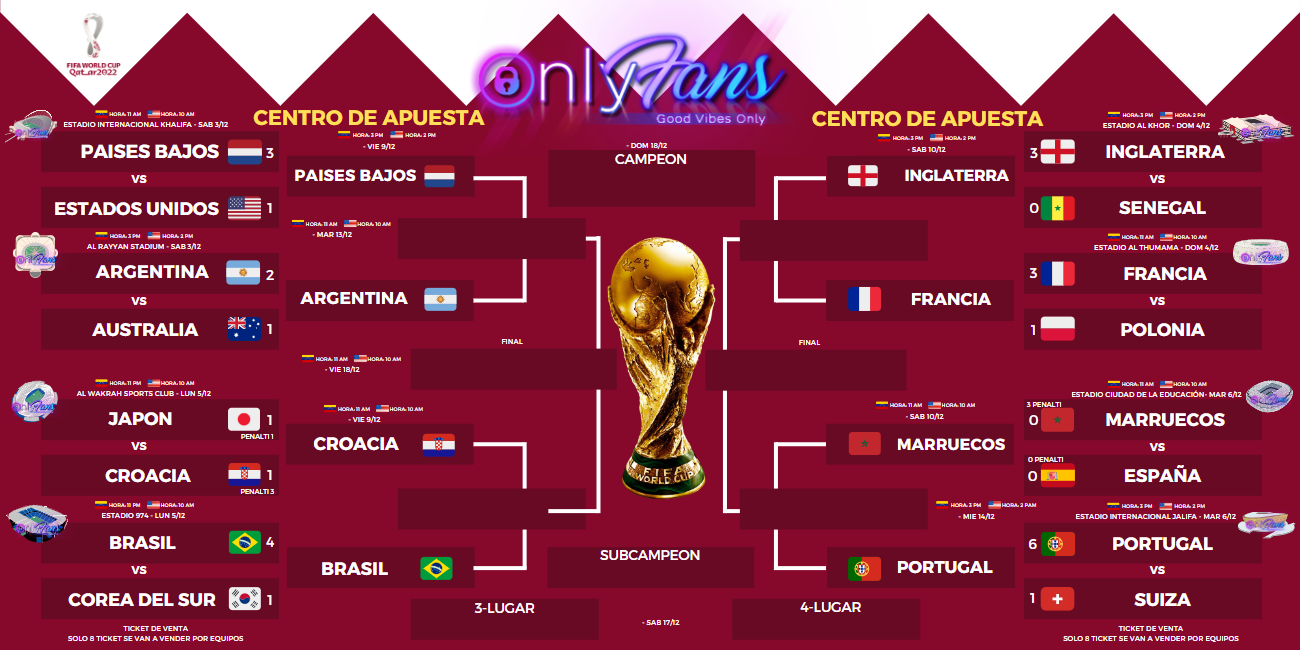 FIFA WORLD CUP
Qatar2022
OnlyFans
Good Vibes Only
CENTRO DE APUESTA
CENTRO DE APUESTA
HORA: 11 AM HORA: 10 AM
ESTADIO INTERNACIONAL KHALIFA - SAB 3/12
PAISES BAJOS 3
VS
ESTADOS UNIDOS 1
HORA: 3 PM HORA: 2 PM
AL RAYYAN STADIUM - SAB 3/12
ARGENTINA 2
VS
AUSTRALIA 1
HORA: 11 PM HORA: 10 AM
AL WAKRAH SPORTS CLUB - LUN 5/12
JAPON 1
PENALTI 1
VS
CROACIA 1
PENALTI 3
HORA: 11 PM HORA: 10 AM
ESTADIO 974 - LUN 5/12
BRASIL 4
VS
COREA DEL SUR 1
TICKET DE VENTA
SOLO 8 TICKET SE VAN A VENDER POR EQUIPOS
HORA: 3 PM HORA: 2 PM
- VIE 9/12
PAISES BAJOS
HORA: 11 AM HORA: 10 AM
- MAR 13/12
ARGENTINA
FINAL
HORA: 11 AM HORA: 10 AM
- VIE 18/12
HORA: 11 AM HORA: 10 AM
- VIE 9/12
CROACIA
BRASIL
3-LUGAR
- DOM 18/12
CAMPEON
FIFA
WORLD CUP
SUBCAMPEON
- SAB 17/12
HORA: 3 PM HORA: 2 PM
- SAB 10/12
INGLATERRA
FRANCIA
FINAL
HORA: 11 AM HORA: 10 AM
- SAB 10/12
MARRUECOS
HORA: 3 PM HORA: 2 PAM
- MIE 14/12
PORTUGAL
4-LUGAR
HORA: 3 PM HORA: 2 PM
ESTADIO AL KHOR - DOM 4/12
3 INGLATERRA
VS
0 SENEGAL
HORA: 11 AM HORA: 10 AM
ESTADIO AL THUMAMA - DOM 4/12
3 FRANCIA
VS
1 POLONIA
HORA: 11 AM HORA: 10 AM
ESTADIO CIUDAD DE LA EDUCACIÓN- MAR 6/12
3 PENALTI
0 MARRUECOS
VS
0 PENALTI
0 ESPAÑA
HORA: 3 PM HORA: 2 PM
ESTADIO INTERNACIONAL JALIFA - MAR 6/12
6 PORTUGAL
VS
1 SUIZA
TICKET DE VENTA
SOLO 8 TICKET SE VAN A VENDER POR EQUIPOS